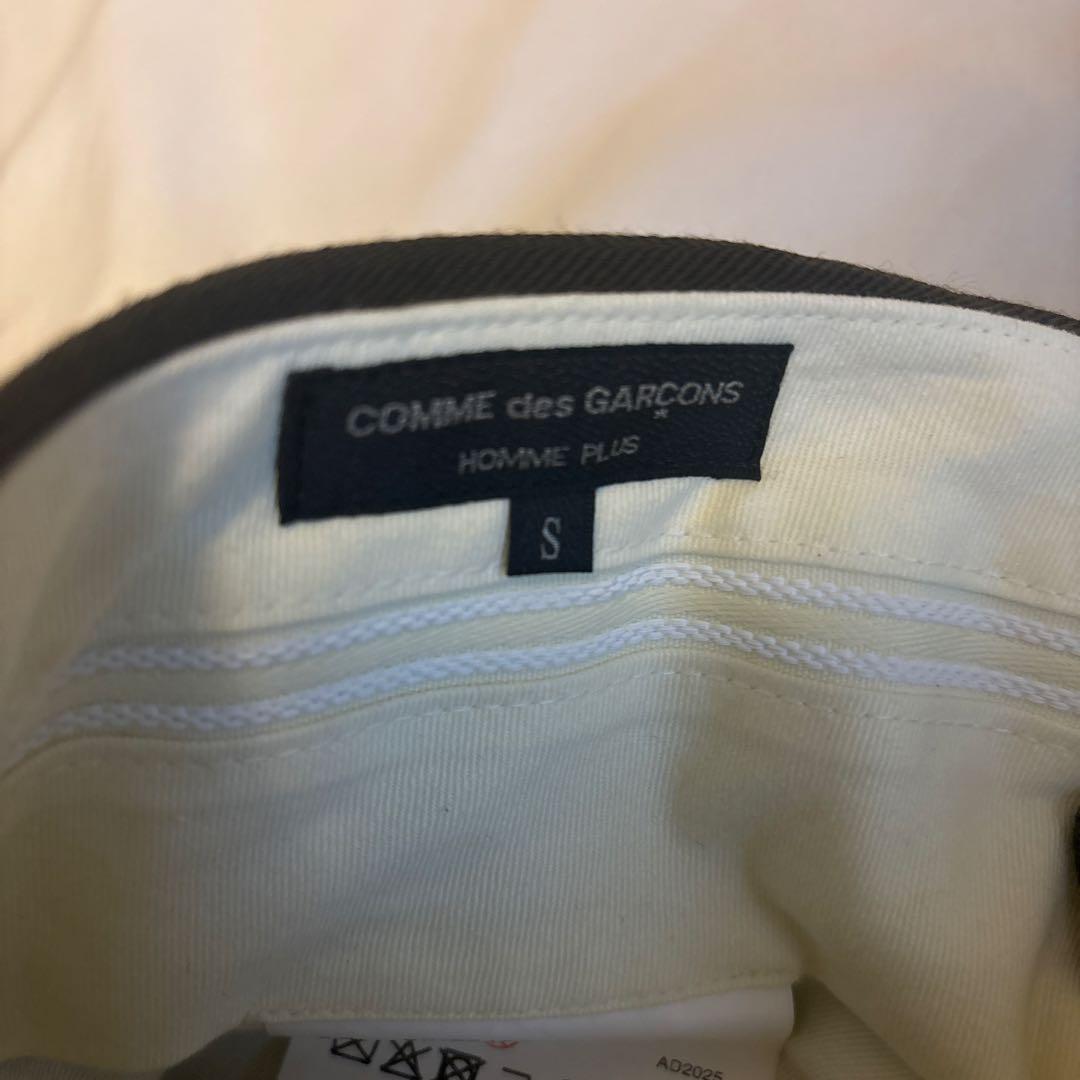 COMME des GARÇONS
HOMME PLUS
S
AD2025